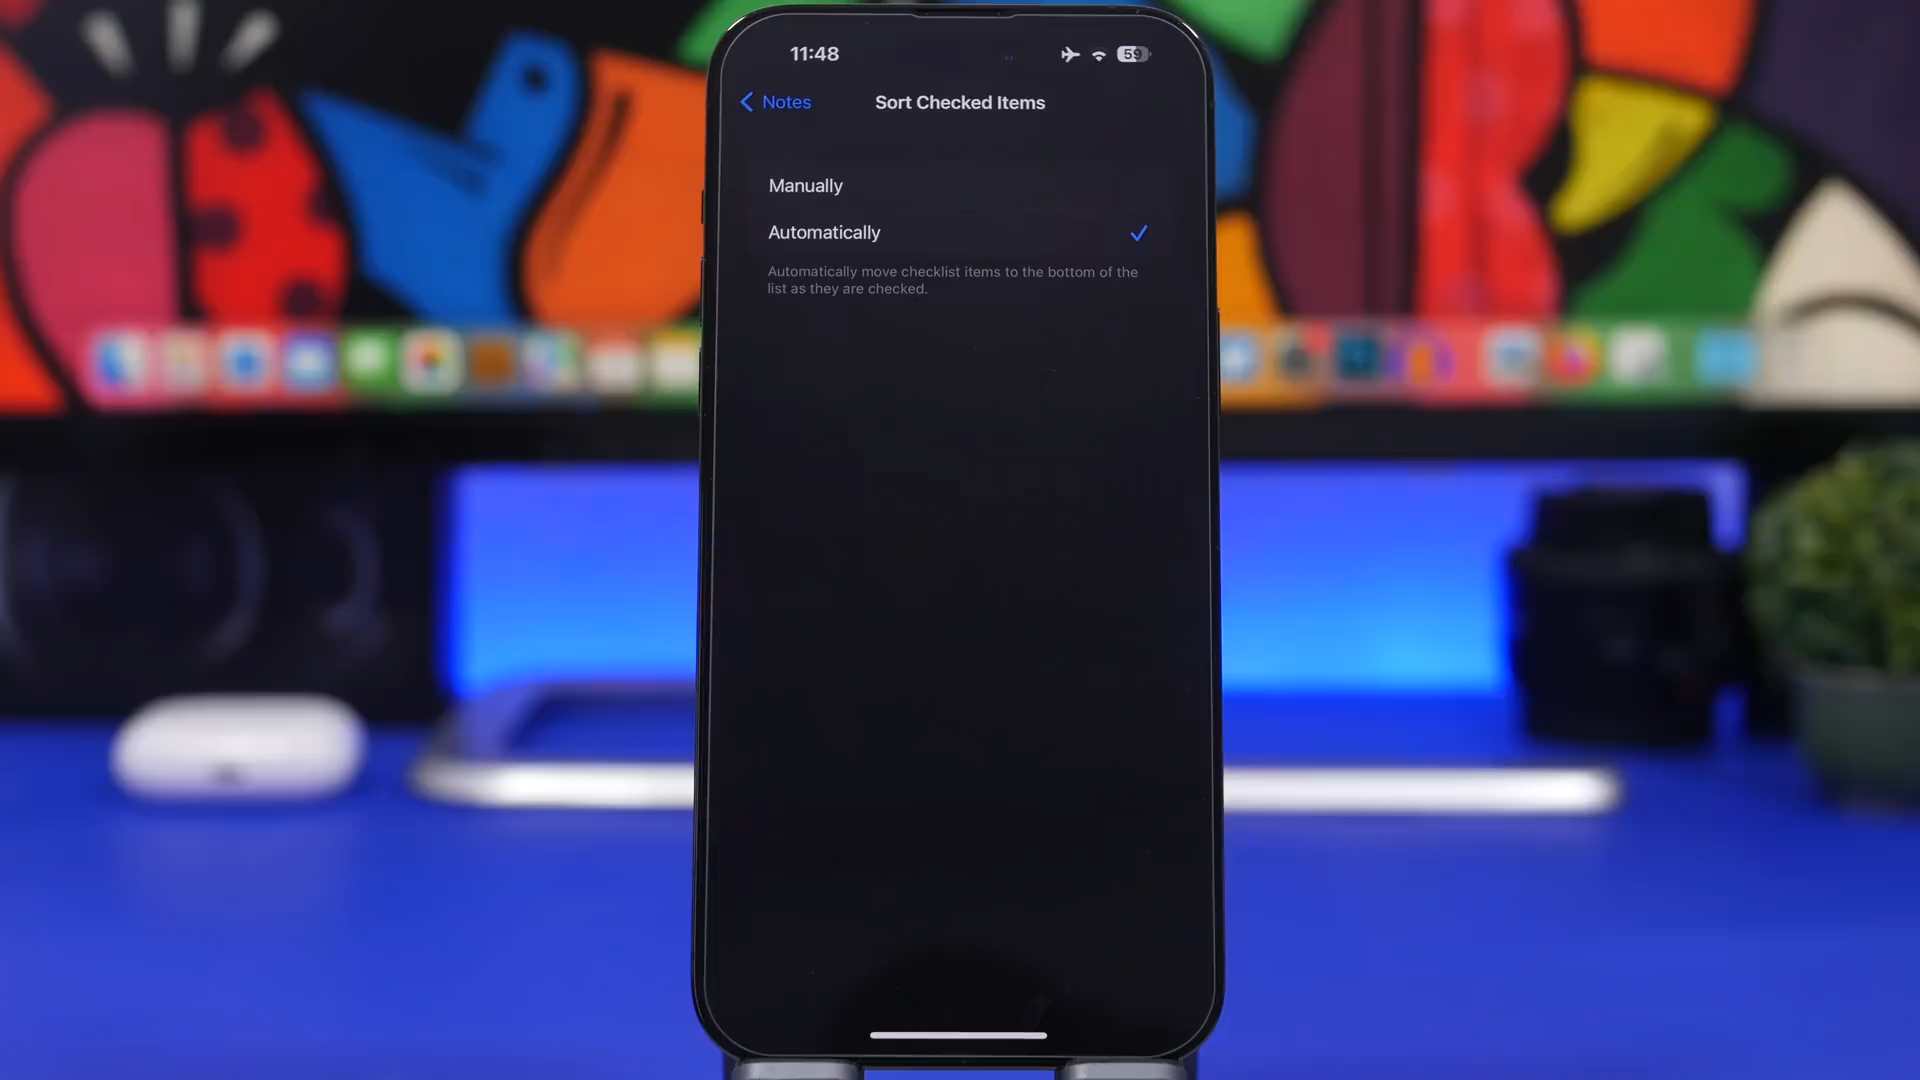 11:48
59
Notes
Sort Checked Items
Manually
Automatically
Automatically move checklist items to the bottom of the
list as they are checked.